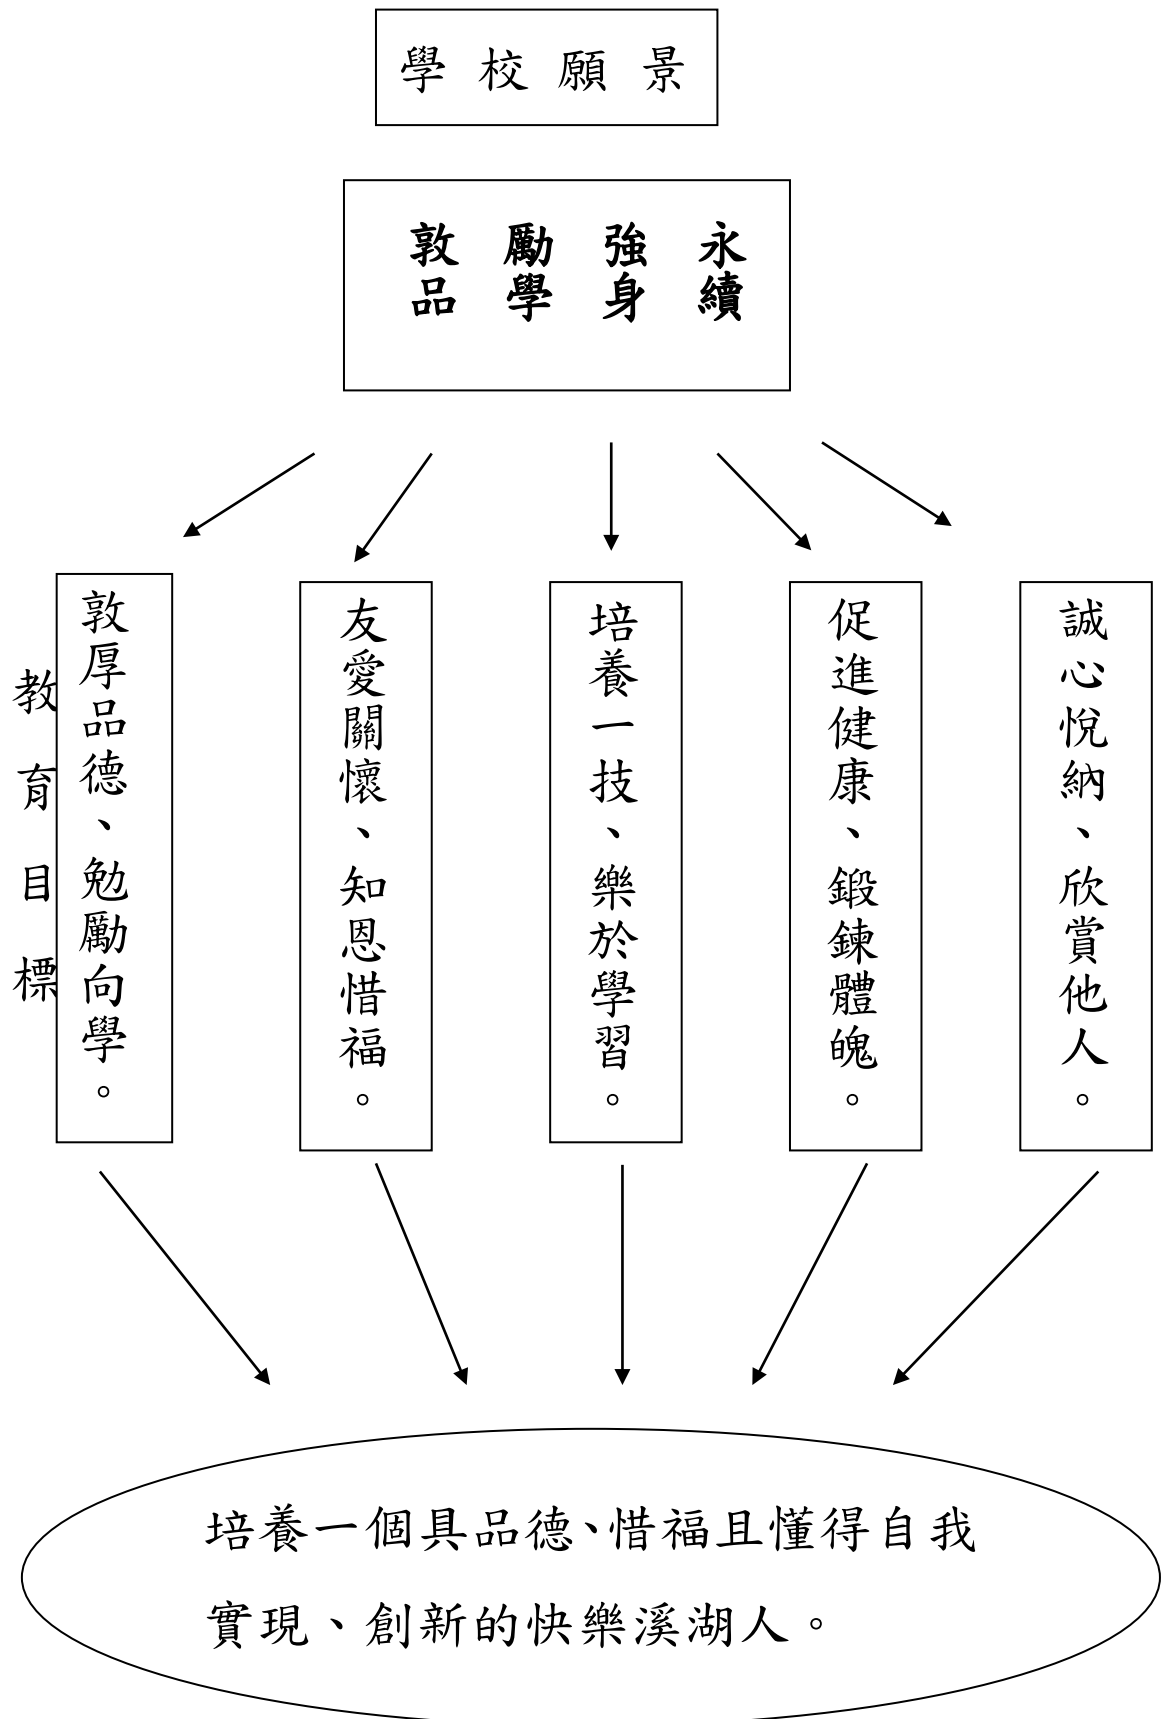 學校願景
敦品 勵學 強身 永續
教育目標
敦厚品德、勉勵向學。
友愛關懷、知恩惜福。
培養一技、樂於學習。
促進健康、鍛鍊體魄。
誠心悅納、欣賞他人。
培養一個具品德、惜福且懂得自我
實現、創新的快樂溪湖人。